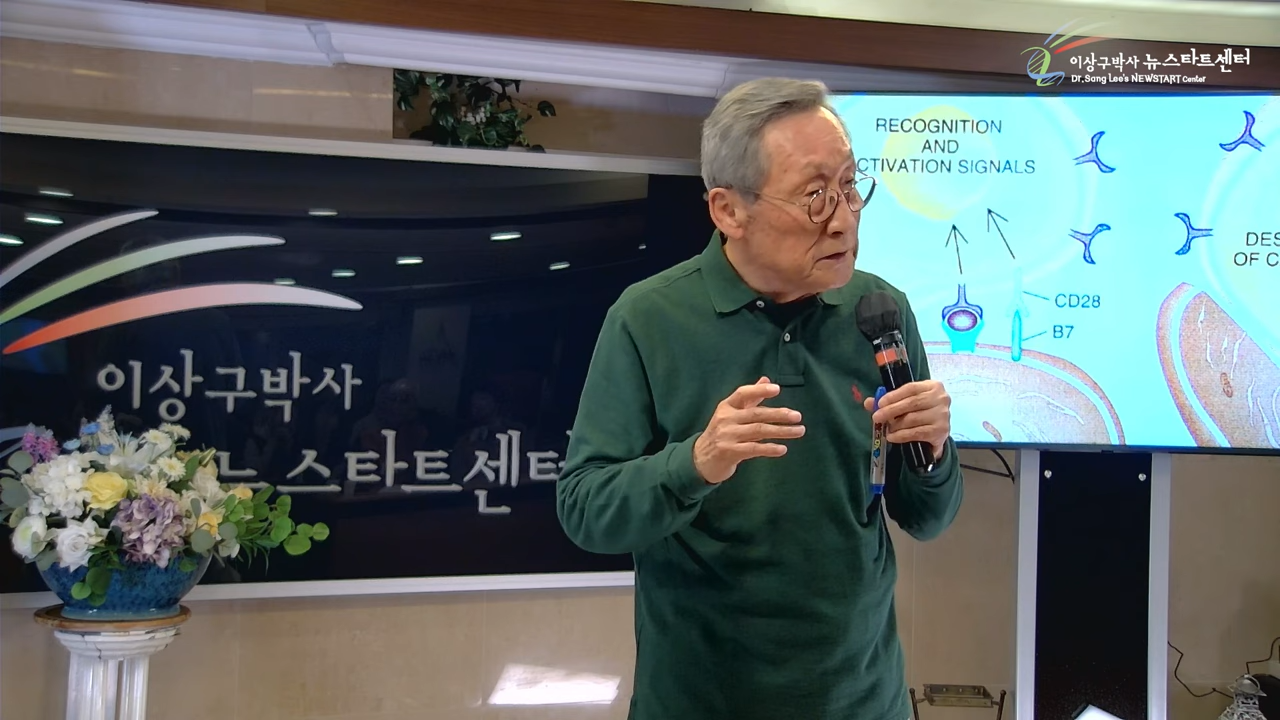 이상구박사 뉴스타트센터
Dr.Sang Lee's NEWSTART Center
RECOGNITION
AND
CTIVATION SIGNALS
CD28
B7
DES
OF C
이상구박사
뉴스타트센터